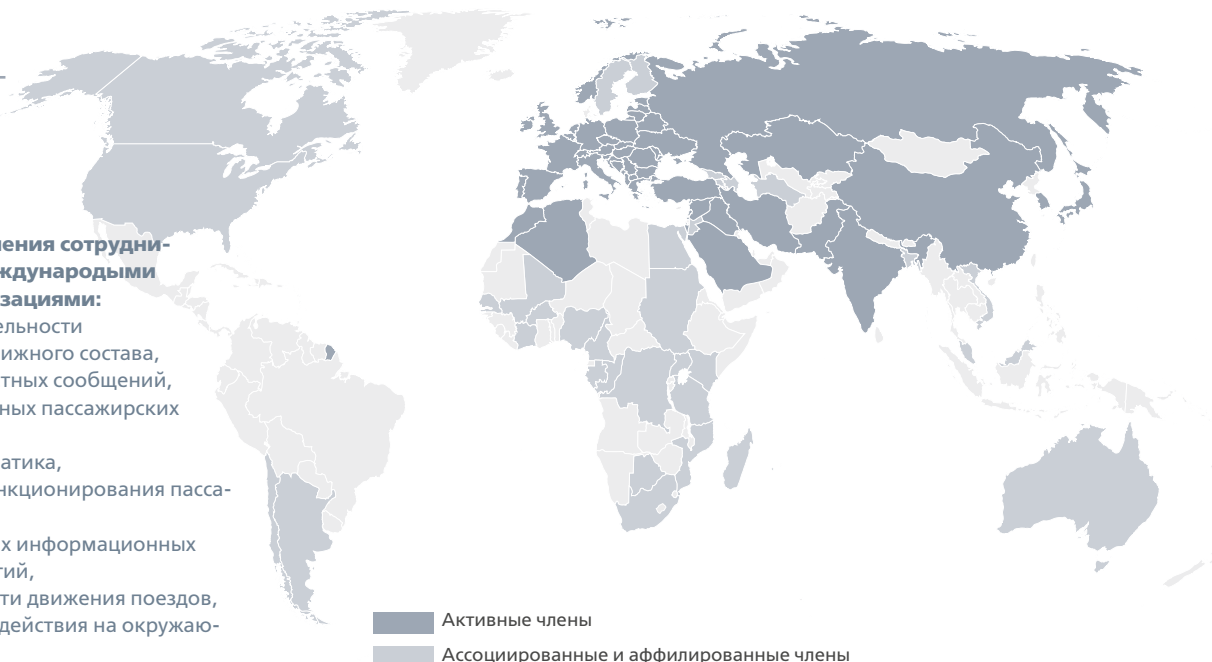 ления сотрудни-
ждународыми
зациями:
ельности
ижного состава,
тных сообщений,
ных пассажирских
атика,
нкционирования пасса-
х информационных
гий,
ти движения поездов,
действия на окружаю-
Активные члены
Ассоциированные и аффилированные члены